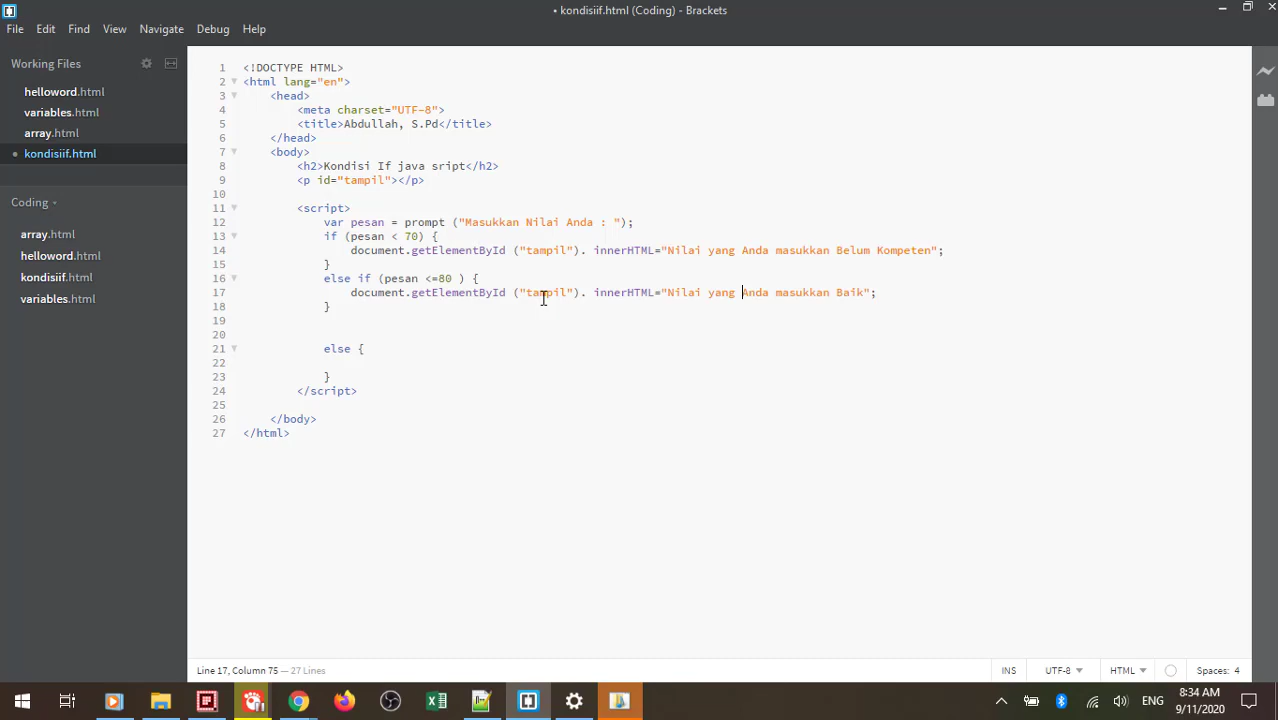 • kondisiif.html (Coding) - Brackets
File Edit Find View Navigate Debug Help
Working Files
helloword.html
variables.html
array.html
• kondisiif.html
Coding
array.html
helloword.html
kondisiif.html
variables.html
1 <!DOCTYPE HTML>
2 <html lang="en">
3 <head>
4 <meta charset="UTF-8">
5 <title>Abdullah, S.Pd</title>
6 </head>
7 <body>
8 <h2>Kondisi If java sript</h2>
9 <p id="tampil"></p>
10
11 <script>
12 var pesan = prompt ("Masukkan Nilai Anda : ");
13 if (pesan < 70) {
14 document.getElementById ("tampil"). innerHTML="Nilai yang Anda masukkan Belum Kompeten";
15 }
16 else if (pesan <=80 ) {
17 document.getElementById ("tampil"). innerHTML="Nilai yang Anda masukkan Baik";
18 }
19
20
21 else {
22
23 }
24 </script>
25
26 </body>
27 </html>
Line 17, Column 75 — 27 Lines
INS UTF-8 HTML Spaces: 4
ENG
8:34 AM
9/11/2020